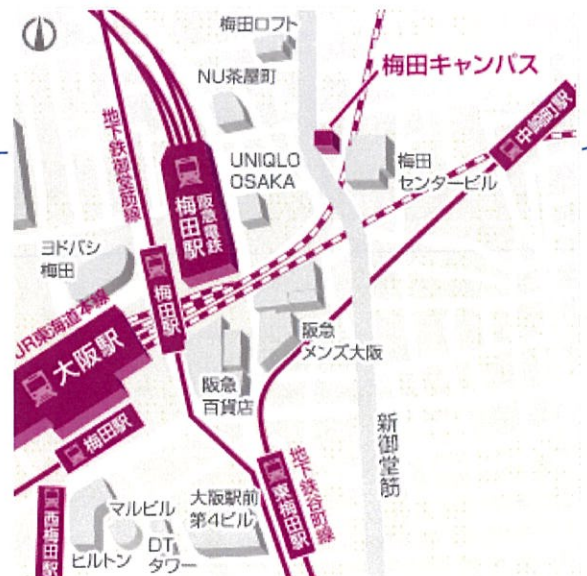 梅田ロフト
梅田キャンパス
NU茶屋町
中崎町駅
地下鉄御堂筋線
UNIQLO
OSAKA
梅田
センタービル
阪急電鉄
梅田駅
ヨドバシ
梅田
梅田駅
JR東海道本線
大阪駅
阪急
メンズ大阪
阪急
百貨店
梅田駅
新御堂筋
地下鉄谷町線
東梅田駅
大阪駅前
第4ビル
マルビル
西梅田駅
ヒルトン
DT
タワー